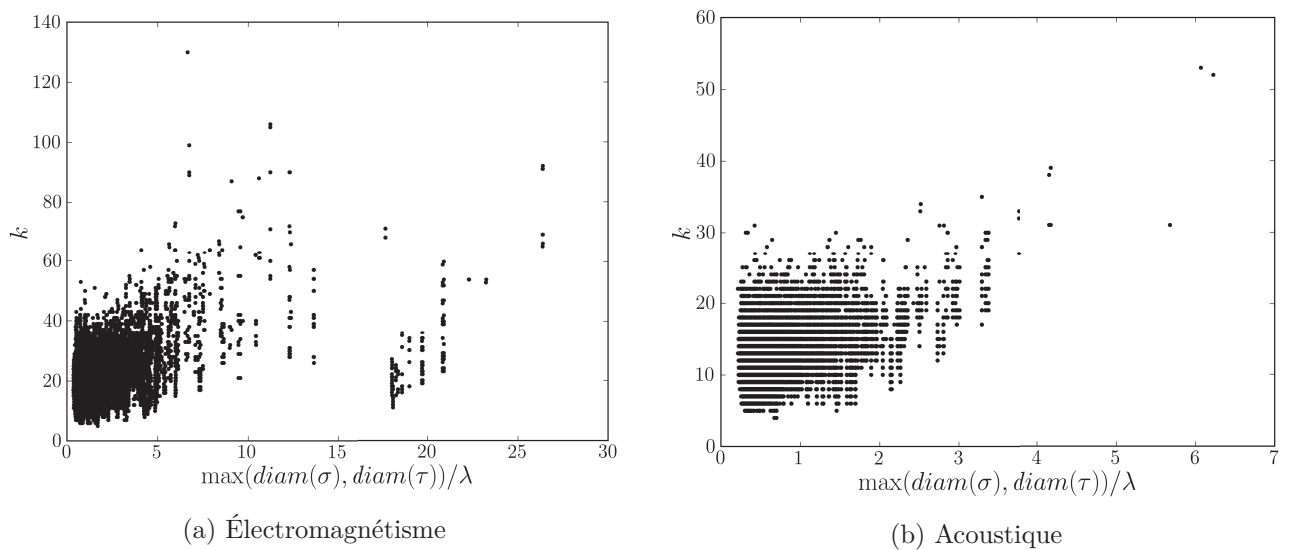 140
120
100
80
60
40
20
0
k
0 5 10 15 20 25 30
max(diam(σ), diam(τ))/λ
(a) Électromagnétisme
60
50
40
30
20
10
0
k
0 1 2 3 4 5 6 7
max(diam(σ), diam(τ))/λ
(b) Acoustique